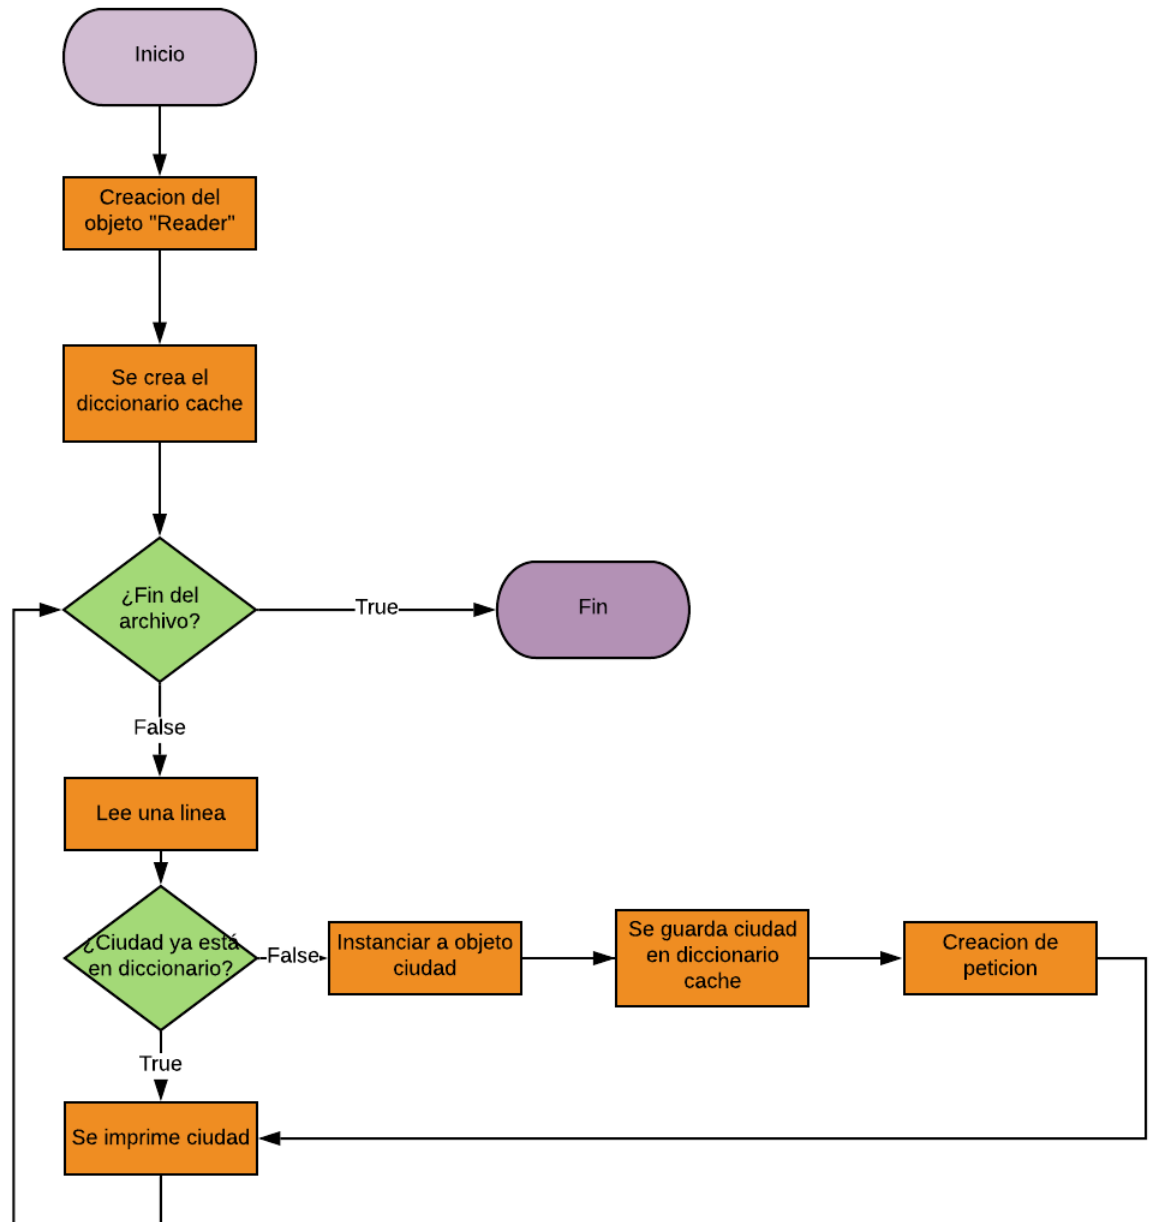 Inicio
Creacion del
objeto "Reader"
Se crea el
diccionario cache
¿Fin del
archivo?
True
Fin
False
Lee una linea
¿Ciudad ya está
en diccionario?
False
Instanciar a objeto
ciudad
Se guarda ciudad
en diccionario
cache
Creacion de
peticion
True
Se imprime ciudad